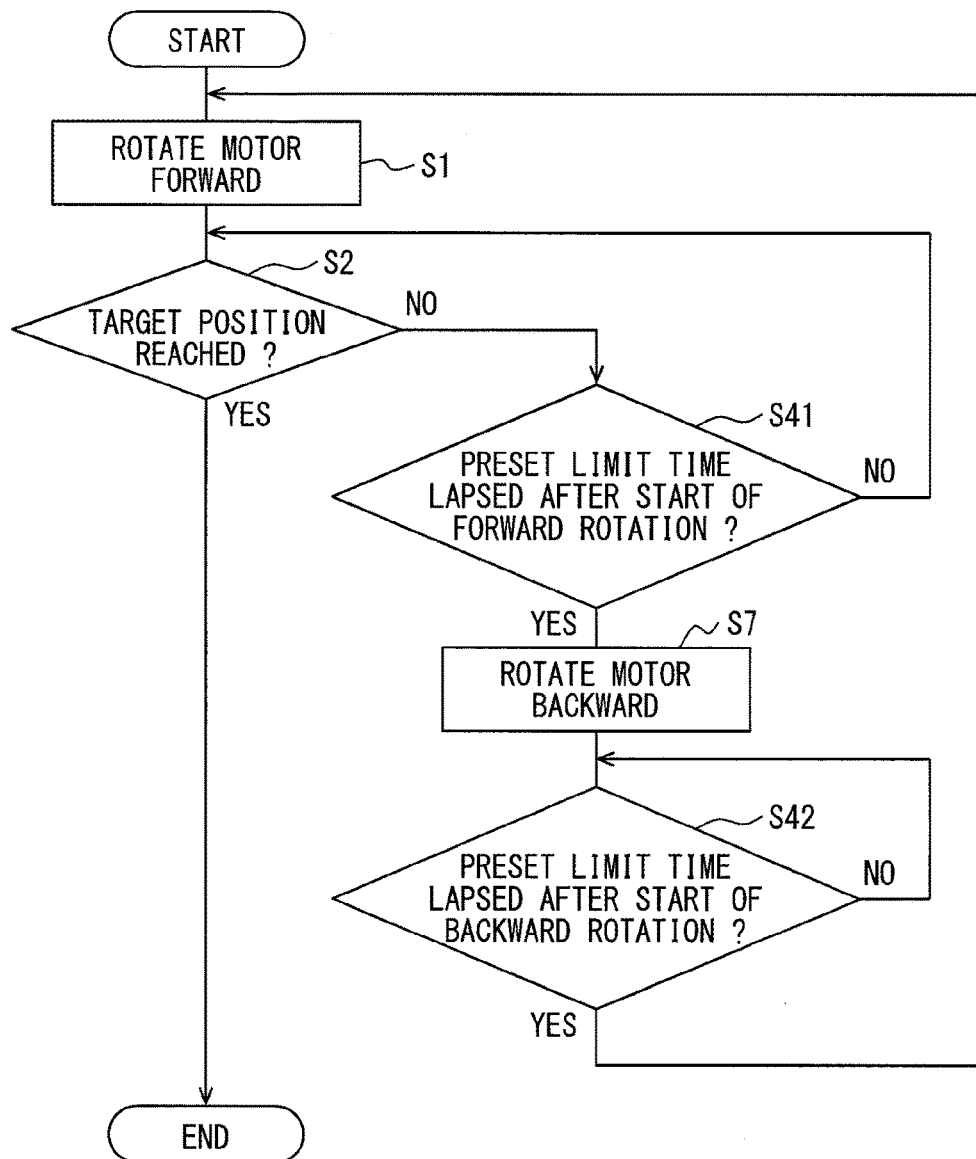 START
ROTATE MOTOR
FORWARD
S1
S2
TARGET POSITION
REACHED ?
NO
YES
S41
PRESET LIMIT TIME
LAPSED AFTER START OF
FORWARD ROTATION ?
NO
YES
S7
ROTATE MOTOR
BACKWARD
S42
PRESET LIMIT TIME
LAPSED AFTER START OF
BACKWARD ROTATION ?
NO
YES
END